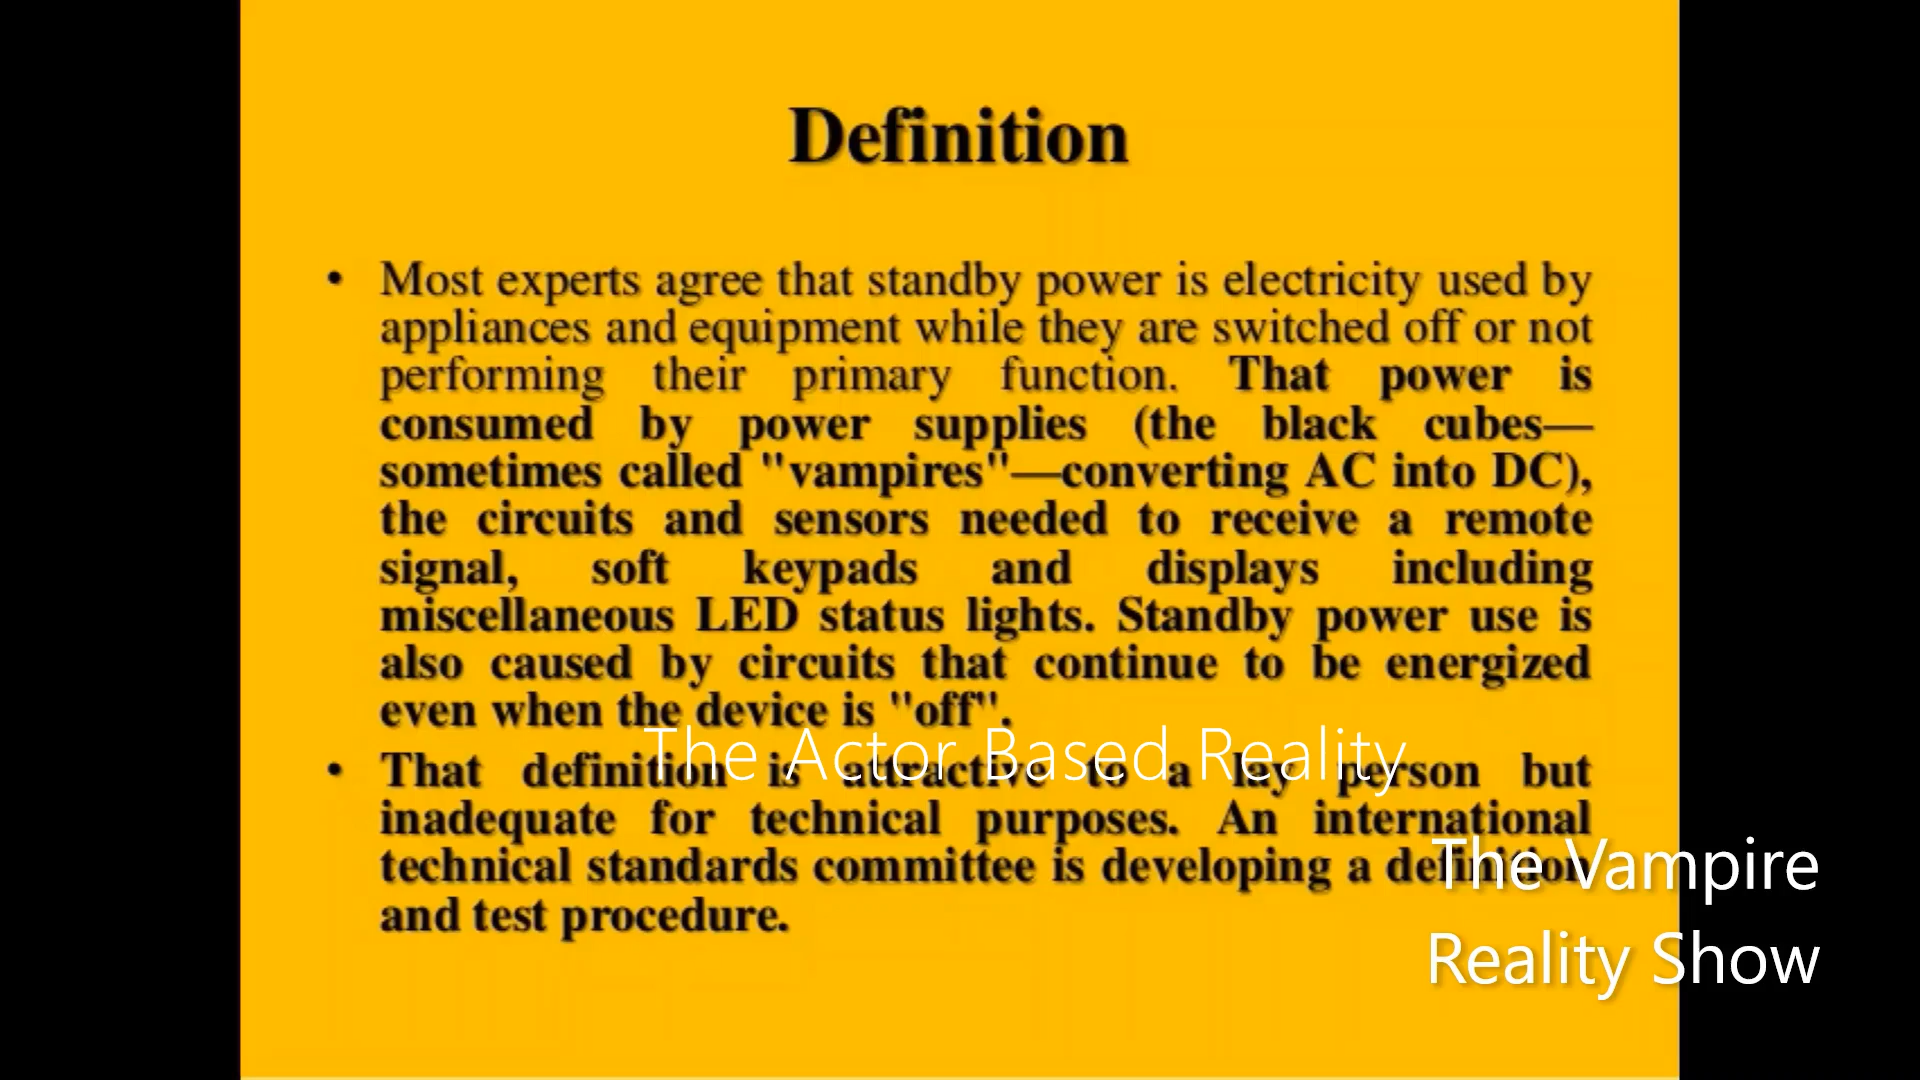 Definition
• Most experts agree that standby power is electricity used by
appliances and equipment while they are switched off or not
performing their primary function. That power is
consumed by power supplies (the black cubes—
sometimes called "vampires"—converting AC into DC),
the circuits and sensors needed to receive a remote
signal, soft keypads and displays including
miscellaneous LED status lights. Standby power use is
also caused by circuits that continue to be energized
even when the device is "off".
The Actor Based Reality
• That definition is attractive to a lay person but
inadequate for technical purposes. An international
technical standards committee is developing a definition
and test procedure.
The Vampire
Reality Show